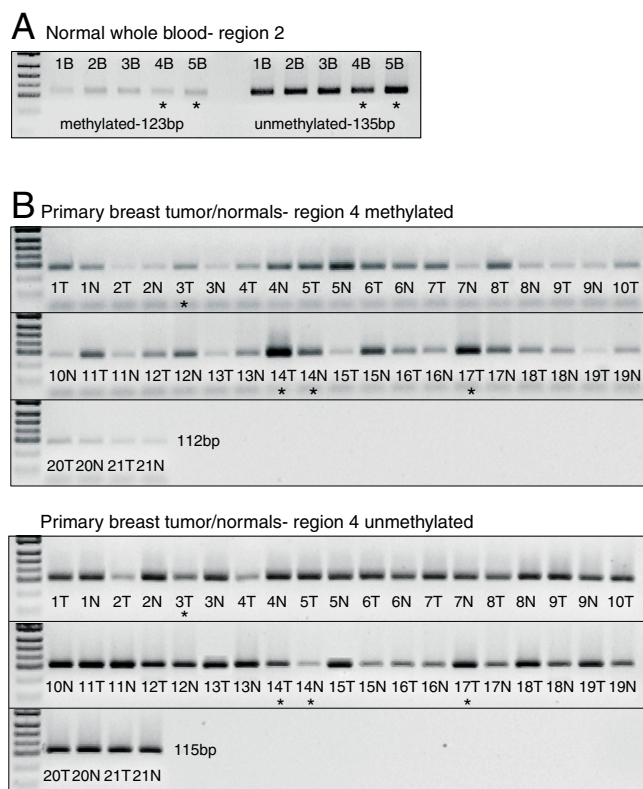 A Normal whole blood- region 2
1B 2B 3B 4B 5B 1B 2B 3B 4B 5B
* * * *
methylated-123bp unmethylated-135bp
B Primary breast tumor/normals- region 4 methylated
1T 1N 2T 2N 3T 3N 4T 4N 5T 5N 6T 6N 7T 7N 8T 8N 9T 9N 10T
*
10N 11T 11N 12T 12N 13T 13N 14T 14N 15T 15N 16T 16N 17T 17N 18T 18N 19T 19N
* * *
112bp
20T 20N 21T 21N
Primary breast tumor/normals- region 4 unmethylated
1T 1N 2T 2N 3T 3N 4T 4N 5T 5N 6T 6N 7T 7N 8T 8N 9T 9N 10T
*
10N 11T 11N 12T 12N 13T 13N 14T 14N 15T 15N 16T 16N 17T 17N 18T 18N 19T 19N
* * *
115bp
20T 20N 21T 21N